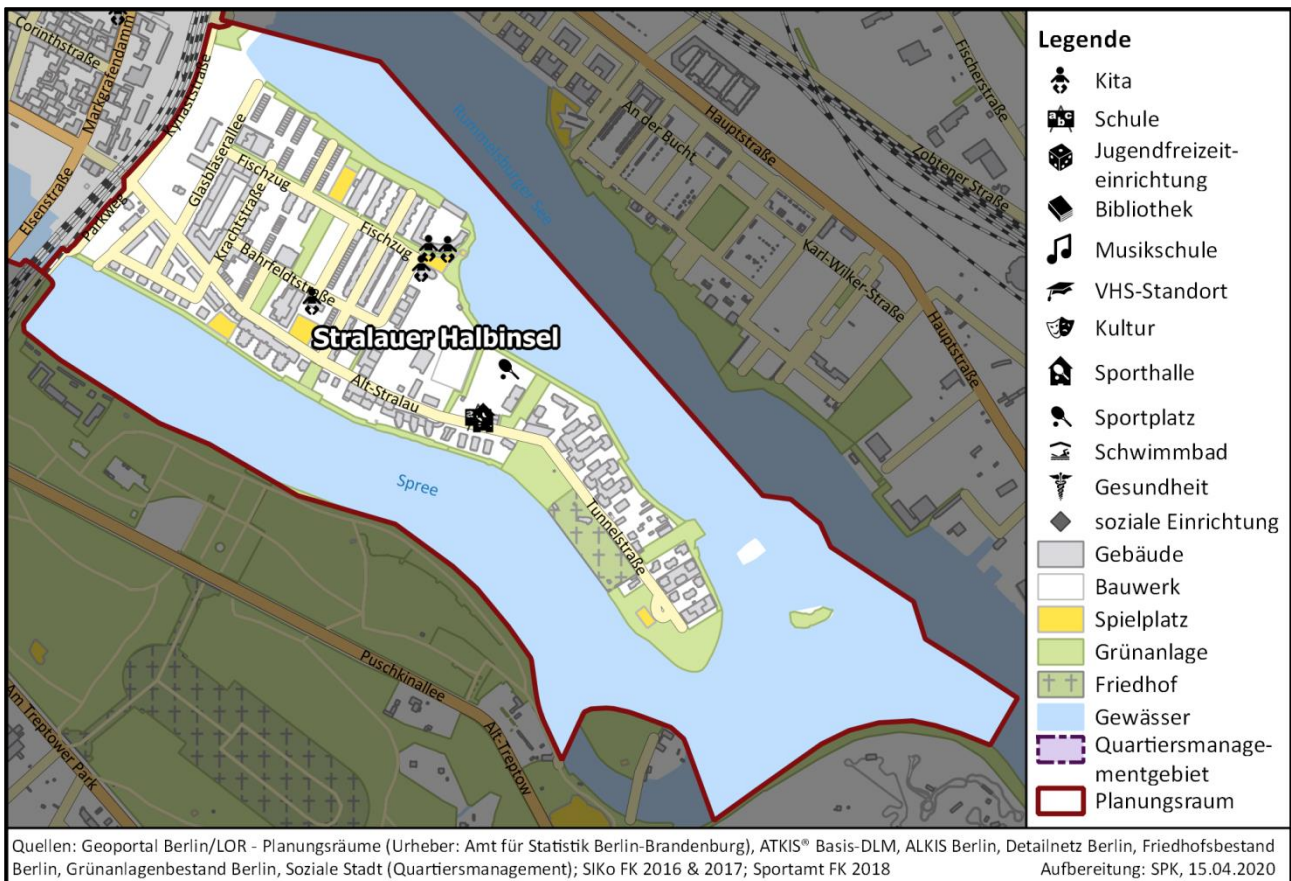 Corinthstraße
Markgrafendamm
Kynaststraße
Elsenstraße
Parkweg
Glasbläserallee
Fischzug
Krachtstraße
Bahrfeldtstraße
Fischzug
Rummelsburger See
An der Bucht
Hauptstraße
Fischerstraße
Zobtener Straße
Karl-Wilker-Straße
Hauptstraße
Stralauer Halbinsel
Alt-Stralau
Spree
Tunnelstraße
Puschkinallee
Alt-Treptow
Am Treptower Park
Legende
Kita
Schule
Jugendfreizeit-
einrichtung
Bibliothek
Musikschule
VHS-Standort
Kultur
Sporthalle
Sportplatz
Schwimmbad
Gesundheit
soziale Einrichtung
Gebäude
Bauwerk
Spielplatz
Grünanlage
Friedhof
Gewässer
Quartiersmanage-
mentgebiet
Planungsraum
Quellen: Geoportal Berlin/LOR - Planungsräume (Urheber: Amt für Statistik Berlin-Brandenburg), ATKIS® Basis-DLM, ALKIS Berlin, Detailnetz Berlin, Friedhofsbestand
Berlin, Grünanlagenbestand Berlin, Soziale Stadt (Quartiersmanagement); SIKo FK 2016 & 2017; Sportamt FK 2018 Aufbereitung: SPK, 15.04.2020